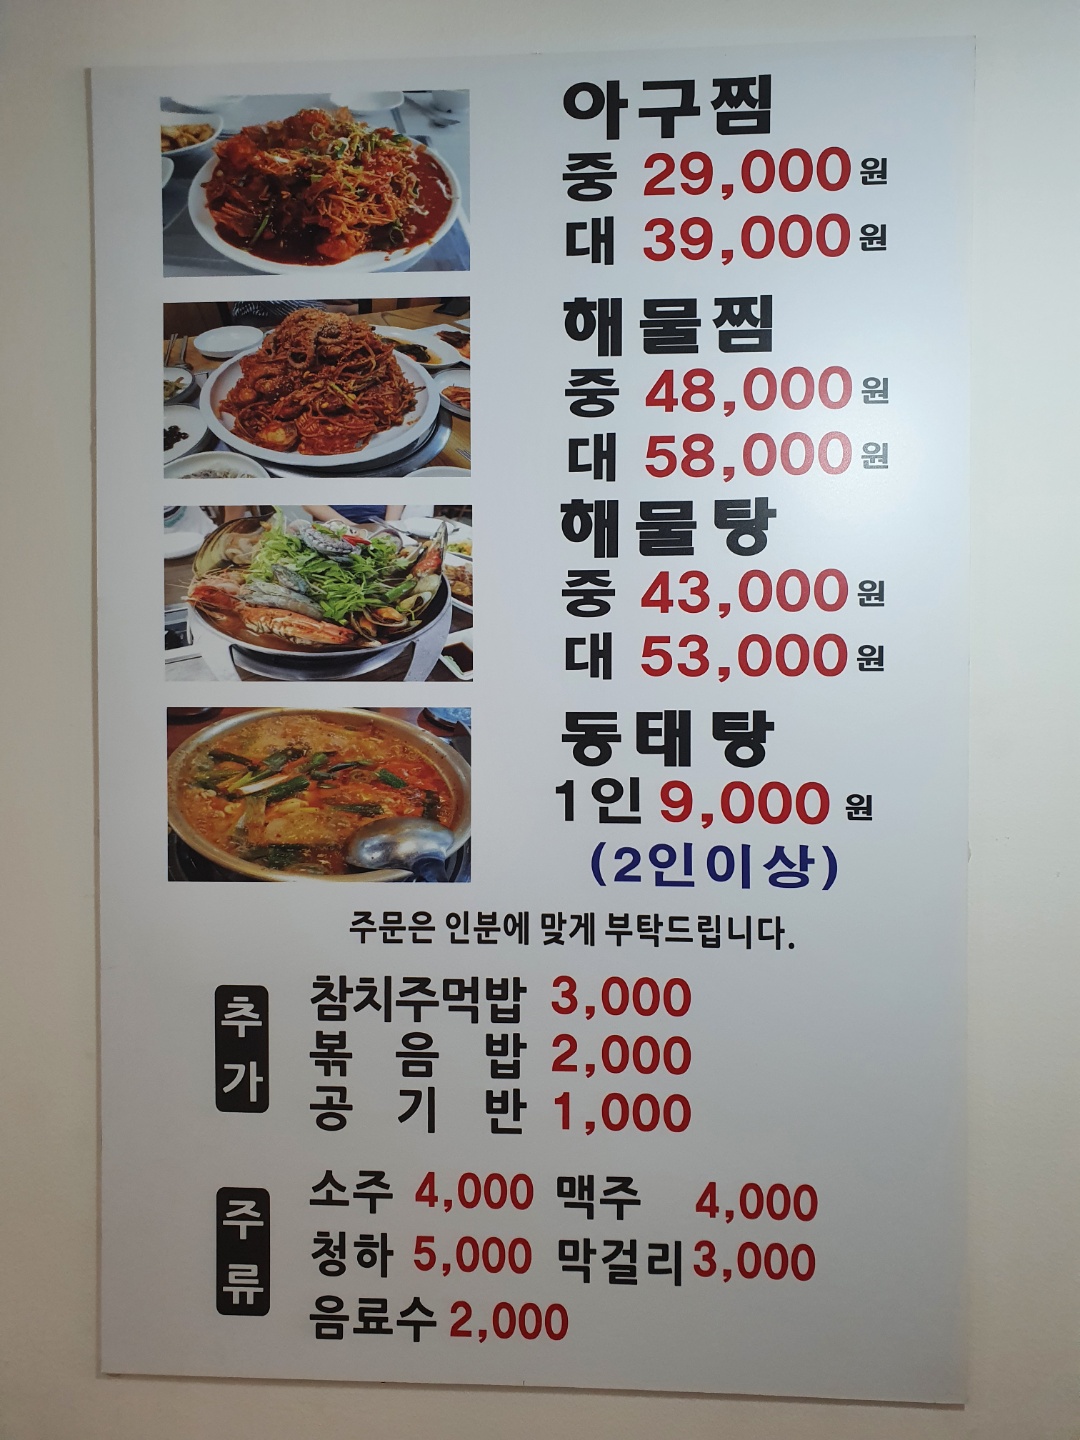 아구찜
중 29,000원
대 39,000원
해물찜
중 48,000원
대 58,000원
해물탕
중 43,000원
대 53,000원
동태탕
1인 9,000 원
(2인이상)
주문은 인분에 맞게 부탁드립니다.
추가
참치주먹밥 3,000
볶 음 밥 2,000
공 기 반 1,000
주류
소주 4,000 맥주 4,000
청하 5,000 막걸리 3,000
음료수 2,000